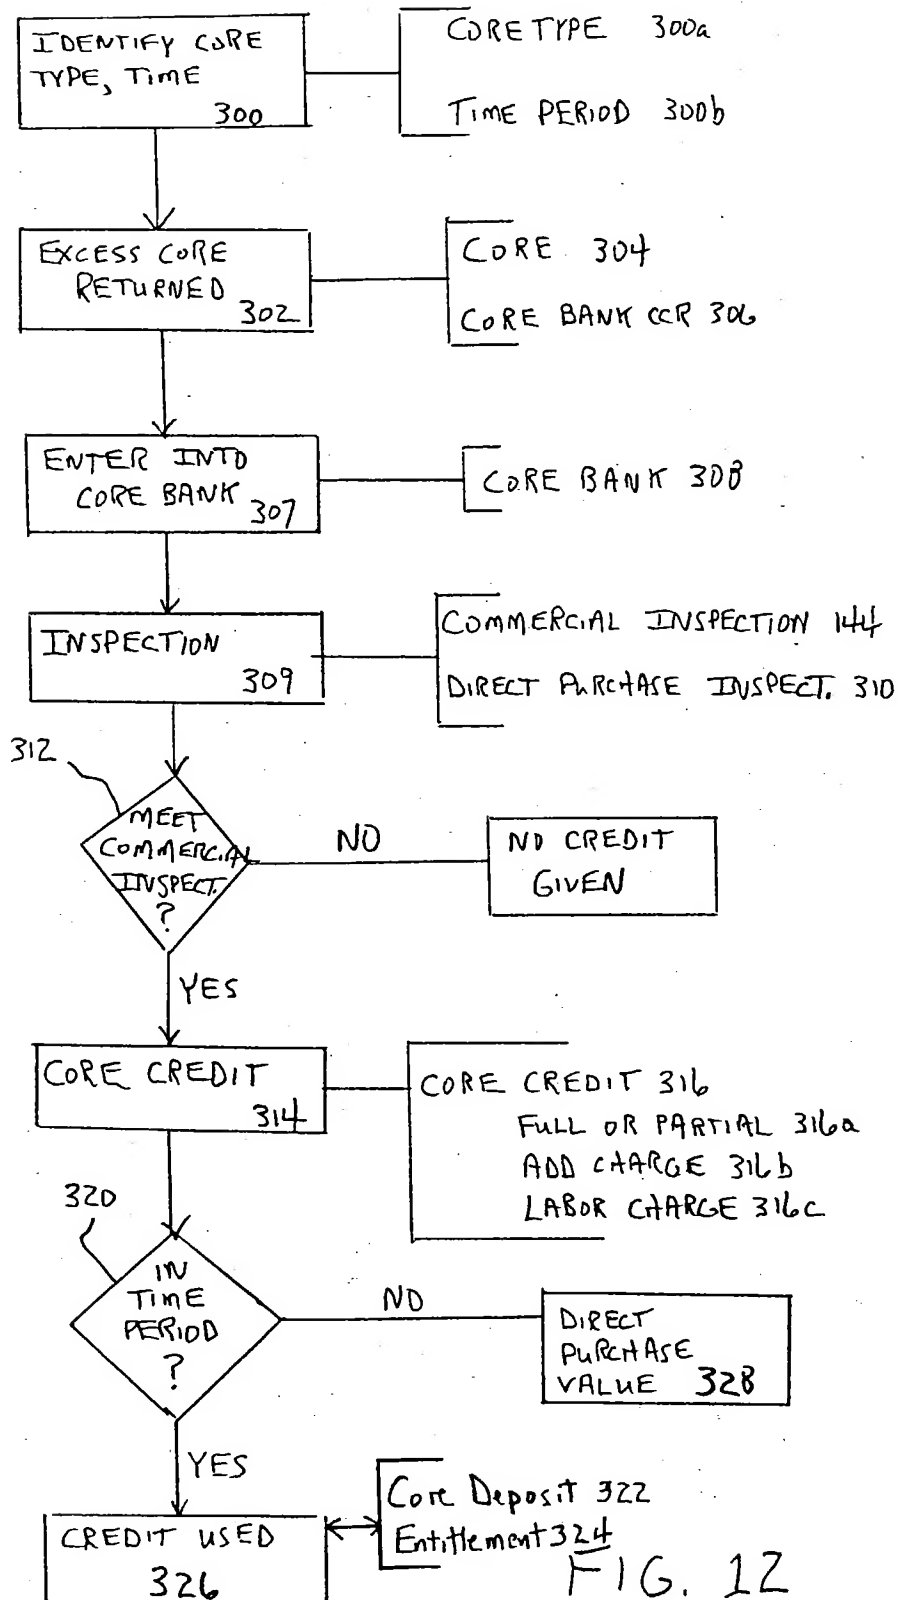 IDENTIFY CORE
TYPE, TIME
300
CORE TYPE 300a
TIME PERIOD 300b
EXCESS CORE
RETURNED
302
CORE 304
CORE BANK CCR 306
ENTER INTO
CORE BANK
307
CORE BANK 308
INSPECTION
309
COMMERCIAL INSPECTION 144
DIRECT PURCHASE INSPECT. 310
312
MEET
COMMERCIAL
INSPECT.
?
NO
NO CREDIT
GIVEN
YES
CORE CREDIT
314
CORE CREDIT 316
FULL OR PARTIAL 316a
ADD CHARGE 316b
LABOR CHARGE 316c
320
IN
TIME
PERIOD
?
NO
DIRECT
PURCHASE
VALUE 328
YES
CREDIT USED
326
Core Deposit 322
Entitlement 324
FIG. 12